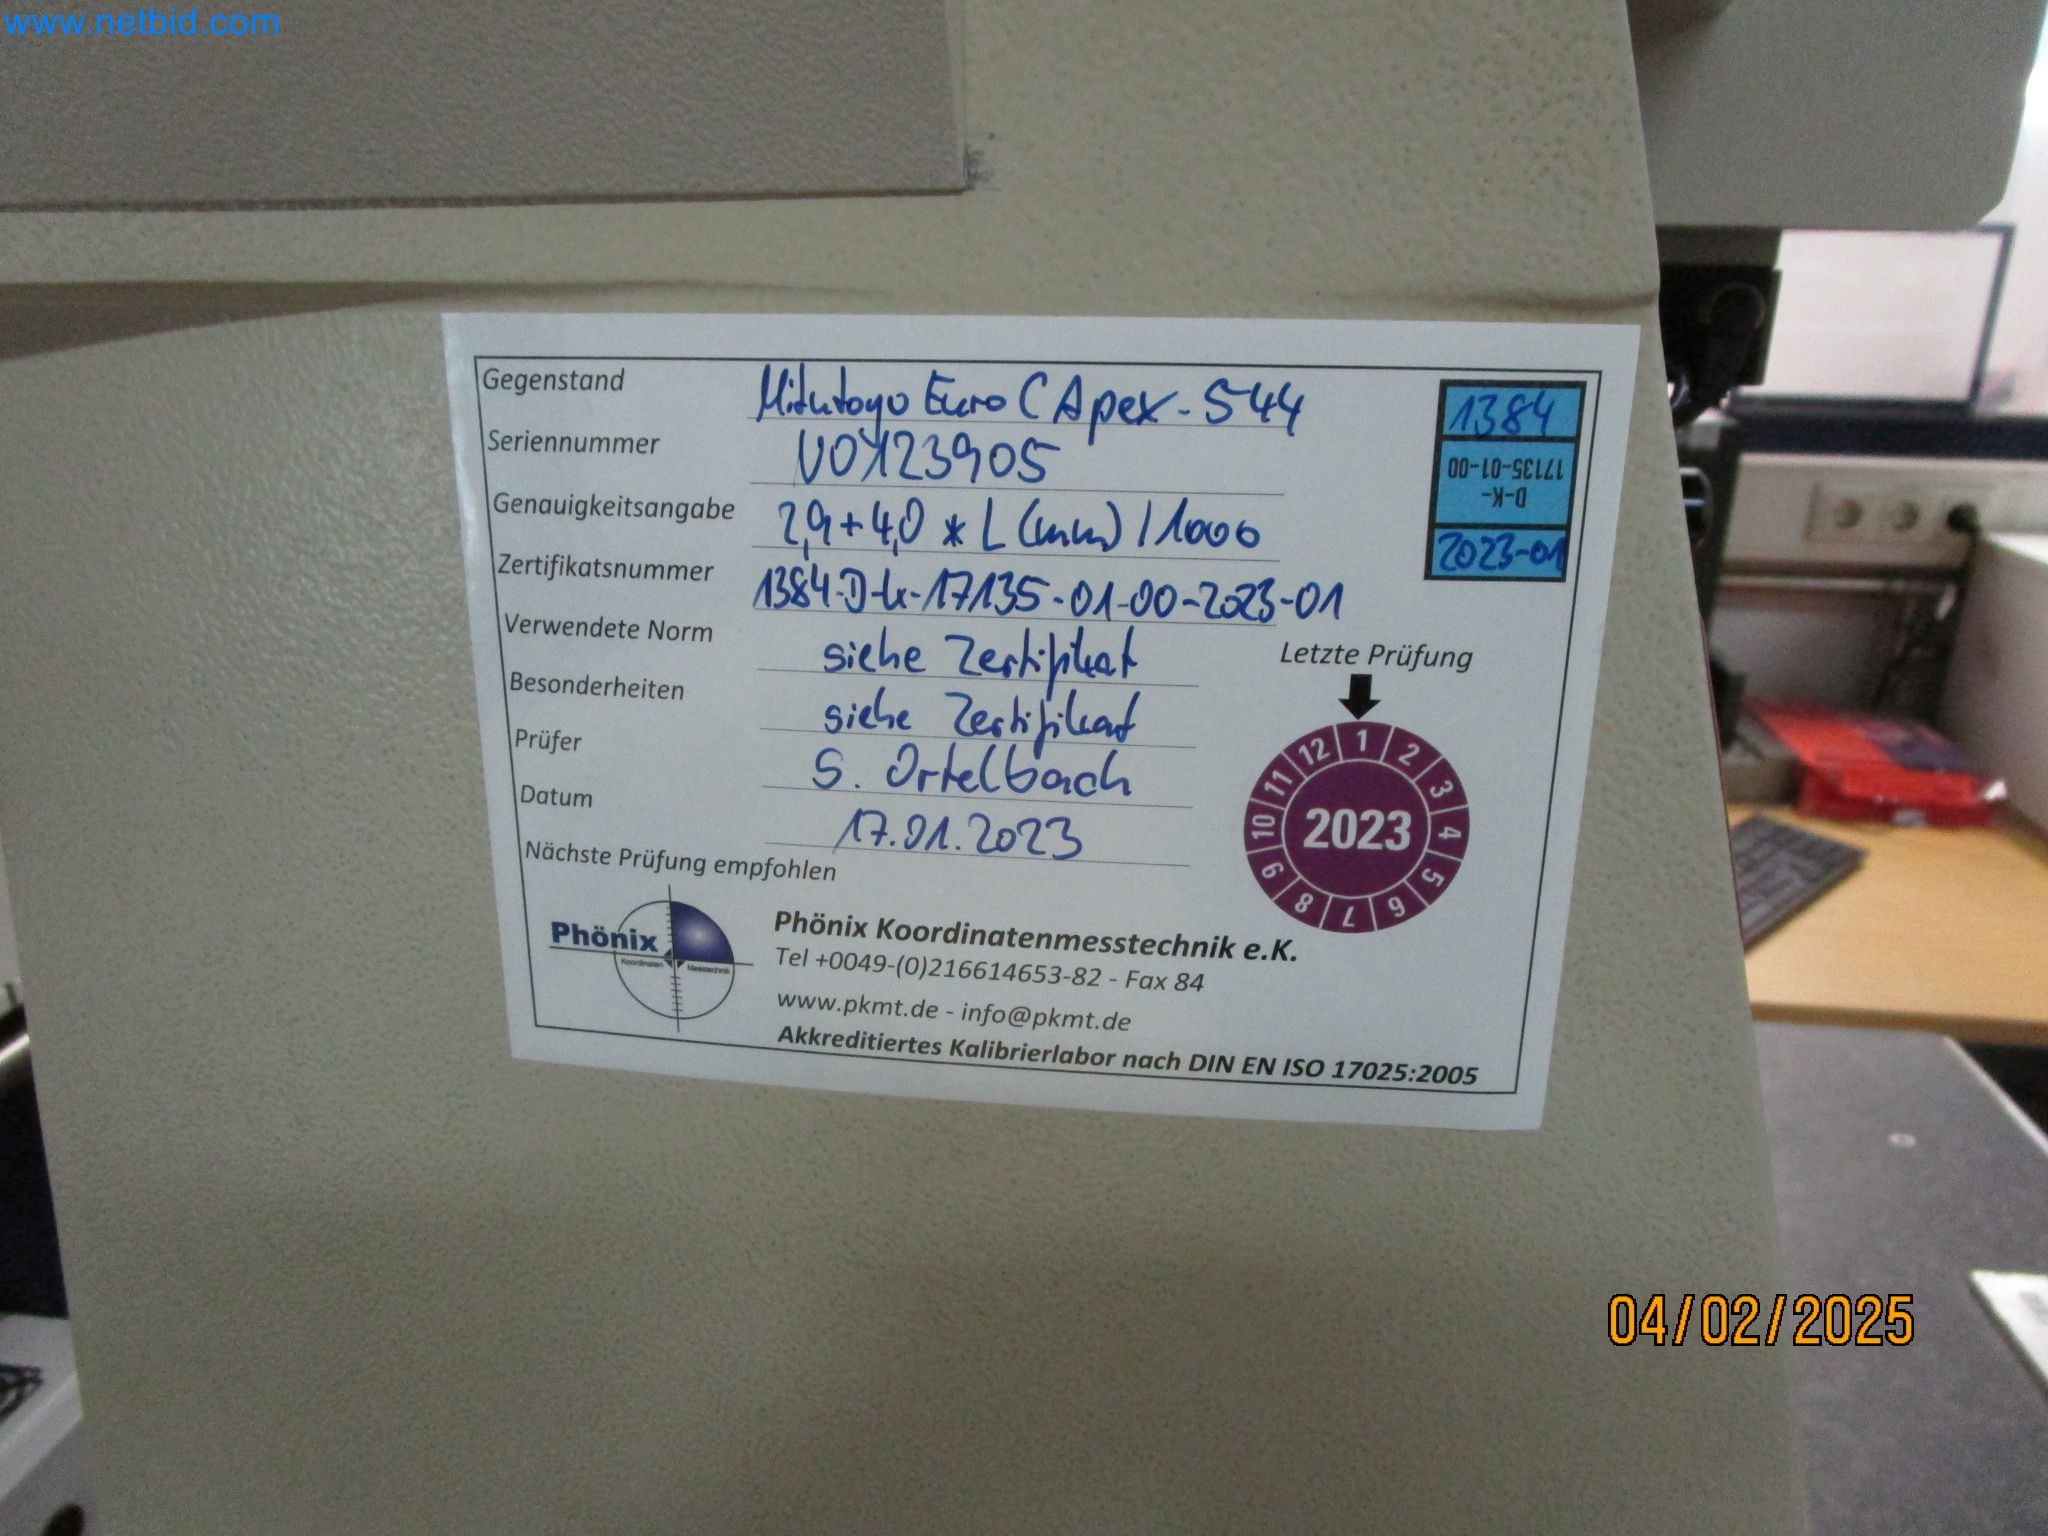 www.netbid.com
Gegenstand Mitutoyo Euro C Apex - 544
Seriennummer V0123905
Genauigkeitsangabe 2,9 + 4,0 * L (mm) / 1000
Zertifikatsnummer 1384-D-k-17135-01-00-2023-01
Verwendete Norm siehe Zertifikat
Besonderheiten siehe Zertifikat
Prüfer S. Ortelbach
Datum 17.01.2023
Nächste Prüfung empfohlen
1384
D-K-
17135-01-00
2023-01
Letzte Prüfung
1 2 3 4 5 6 7 8 9 10 11 12
2023
Phönix
Koordinaten Messtechnik
Phönix Koordinatenmesstechnik e.K.
Tel +0049-(0)216614653-82 - Fax 84
www.pkmt.de - info@pkmt.de
Akkreditiertes Kalibrierlabor nach DIN EN ISO 17025:2005
04/02/2025